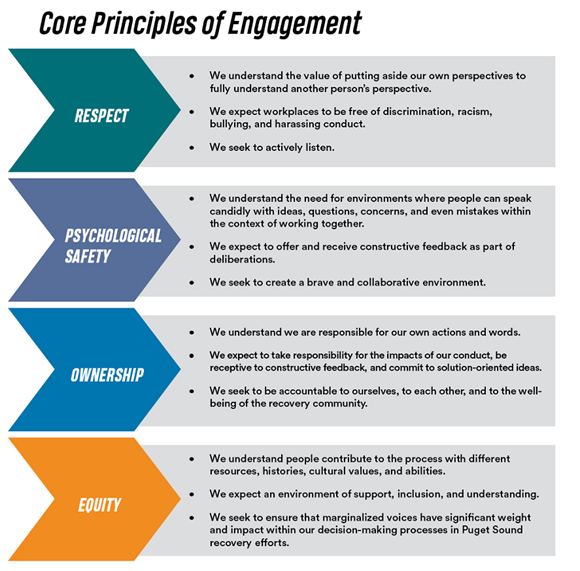 Core Principles of Engagement
RESPECT
• We understand the value of putting aside our own perspectives to
fully understand another person's perspective.
• We expect workplaces to be free of discrimination, racism,
bullying, and harassing conduct.
• We seek to actively listen.
PSYCHOLOGICAL
SAFETY
• We understand the need for environments where people can speak
candidly with ideas, questions, concerns, and even mistakes within
the context of working together.
• We expect to offer and receive constructive feedback as part of
deliberations.
• We seek to create a brave and collaborative environment.
OWNERSHIP
• We understand we are responsible for our own actions and words.
• We expect to take responsibility for the impacts of our conduct, be
receptive to constructive feedback, and commit to solution-oriented ideas.
• We seek to be accountable to ourselves, to each other, and to the well-
being of the recovery community.
EQUITY
• We understand people contribute to the process with different
resources, histories, cultural values, and abilities.
• We expect an environment of support, inclusion, and understanding.
• We seek to ensure that marginalized voices have significant weight
and impact within our decision-making processes in Puget Sound
recovery efforts.